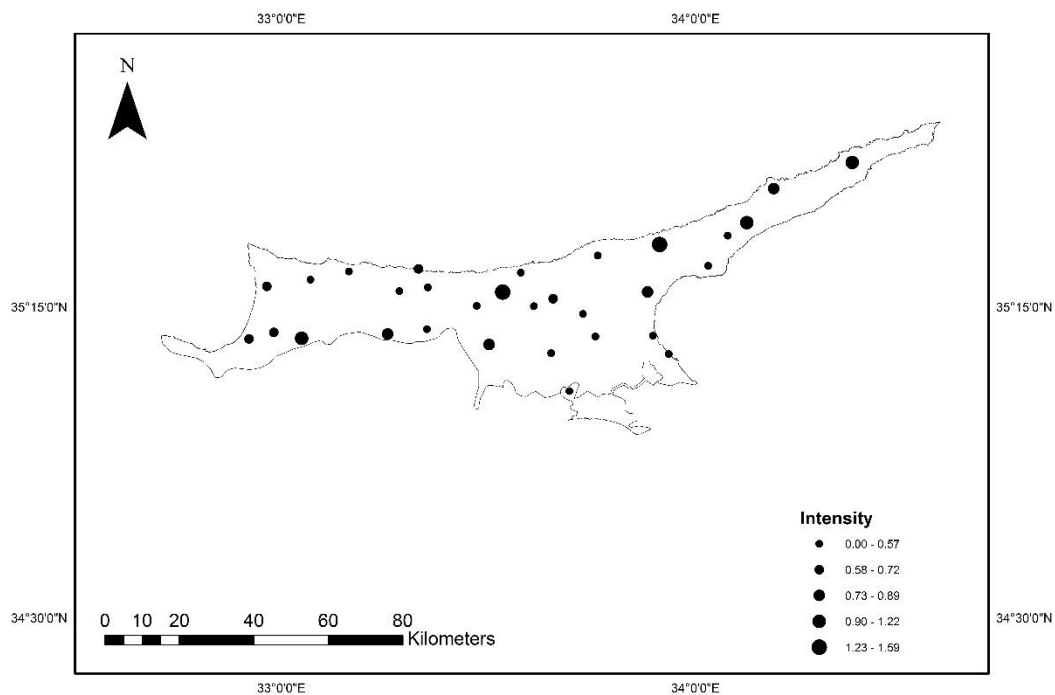 33°0'0"E 34°0'0"E
N
35°15'0"N 35°15'0"N
Intensity
0.00 - 0.57
0.58 - 0.72
0.73 - 0.89
0.90 - 1.22
1.23 - 1.59
34°30'0"N 34°30'0"N
0 10 20 40 60 80
Kilometers
33°0'0"E 34°0'0"E